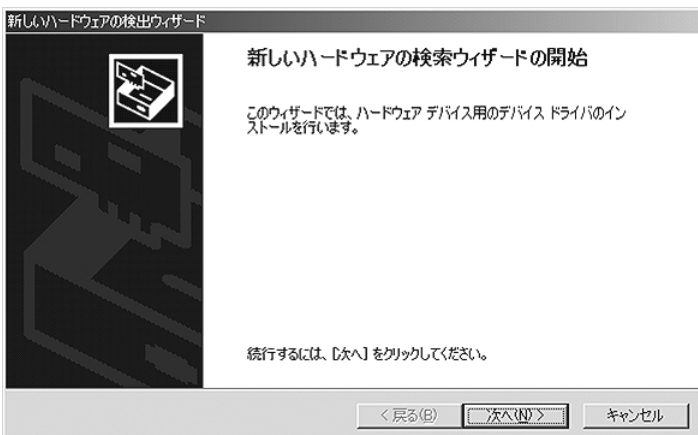 新しいハードウェアの検出ウィザード
新しいハードウェアの検索ウィザードの開始
このウィザードでは、ハードウェア デバイス用のデバイス ドライバのイン
ストールを行います。
続行するには、[次へ] をクリックしてください。
< 戻る(B)
次へ(N) >
キャンセル